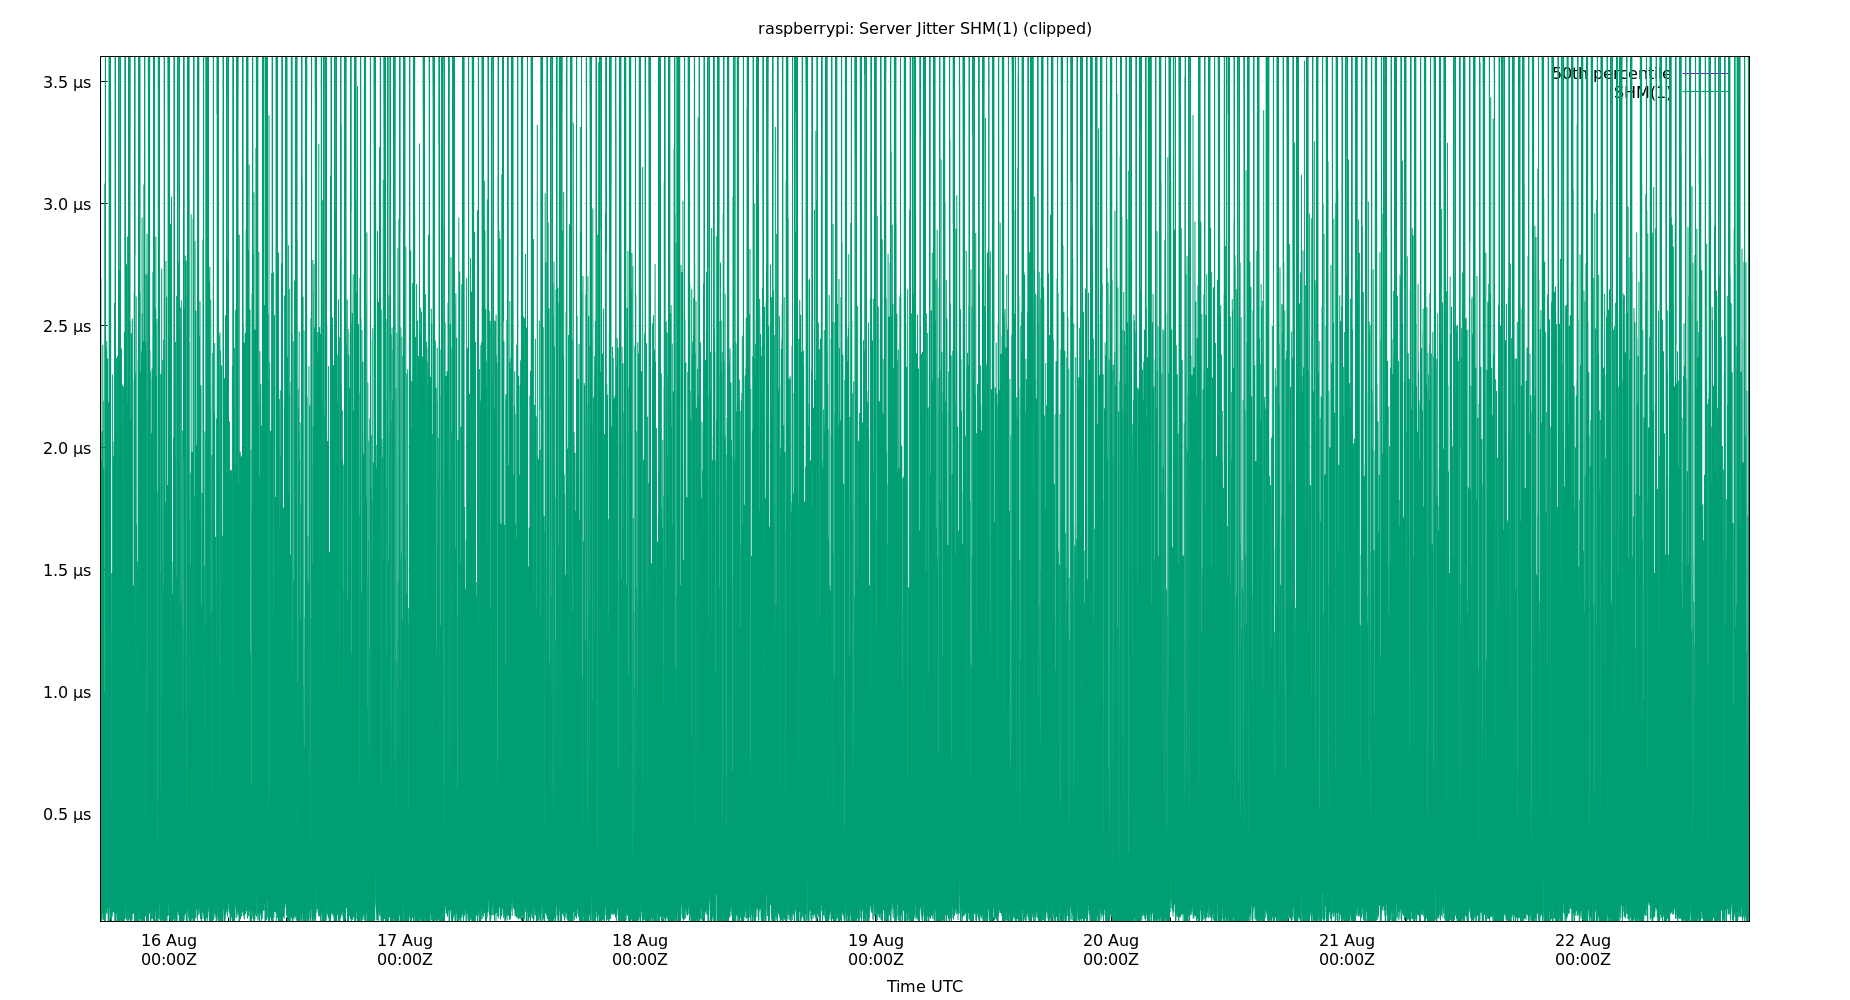 raspberrypi: Server Jitter SHM(1) (clipped)
3.5 µs
50th percentile
SHM(1)
3.0 µs
2.5 µs
2.0 µs
1.5 µs
1.0 µs
0.5 µs
16 Aug 17 Aug 18 Aug 19 Aug 20 Aug 21 Aug 22 Aug
00:00Z 00:00Z 00:00Z 00:00Z 00:00Z 00:00Z 00:00Z
Time UTC